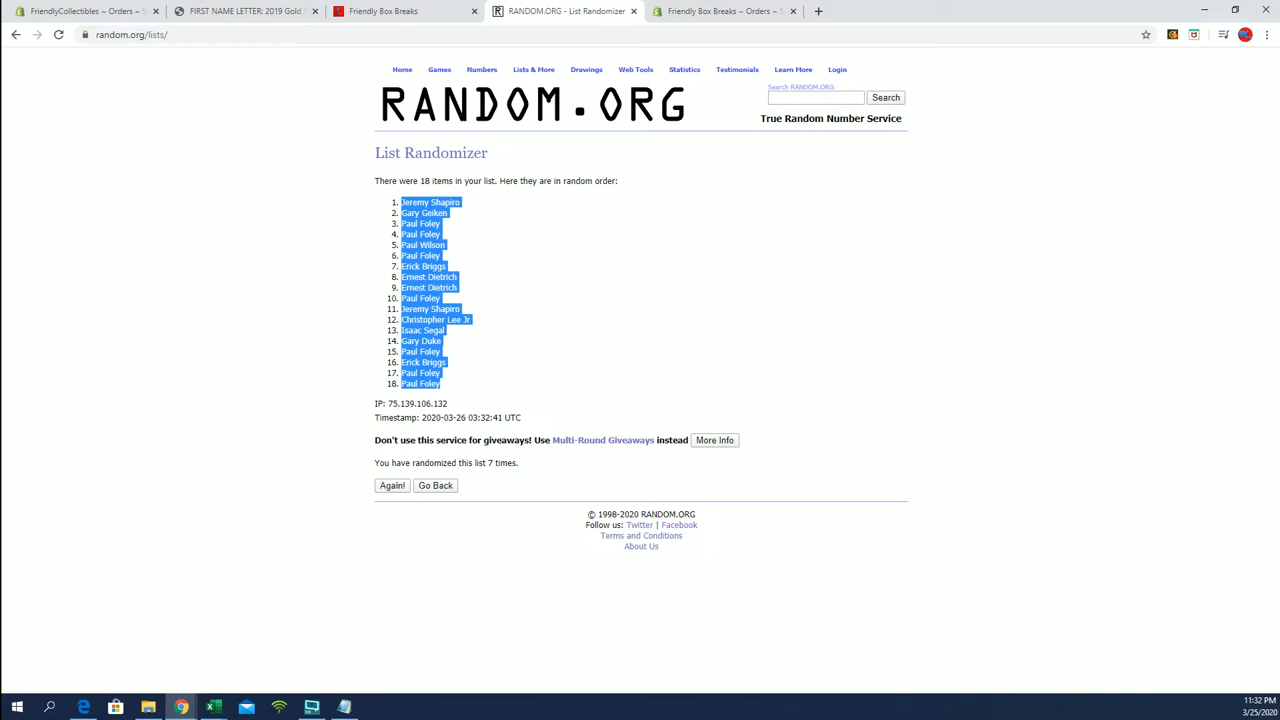 FriendlyCollectibles ~ Orders ~ S
FIRST NAME LETTER: 2019 Gold
Friendly Box Breaks
RANDOM.ORG - List Randomizer
Friendly Box Breaks ~ Orders ~ S
random.org/lists/
Home Games Numbers Lists & More Drawings Web Tools Statistics Testimonials Learn More Login
RANDOM.ORG
Search RANDOM.ORG
Search
True Random Number Service
List Randomizer
There were 18 items in your list. Here they are in random order:
1. Jeremy Shapiro
2. Gary Geiken
3. Paul Foley
4. Paul Foley
5. Paul Wilson
6. Paul Foley
7. Erick Briggs
8. Ernest Dietrich
9. Ernest Dietrich
10. Paul Foley
11. Jeremy Shapiro
12. Christopher Lee Jr
13. Isaac Segal
14. Gary Duke
15. Paul Foley
16. Erick Briggs
17. Paul Foley
18. Paul Foley
IP: 75.139.106.132
Timestamp: 2020-03-26 03:32:41 UTC
Don't use this service for giveaways! Use Multi-Round Giveaways instead More Info
You have randomized this list 7 times.
Again! Go Back
© 1998-2020 RANDOM.ORG
Follow us: Twitter | Facebook
Terms and Conditions
About Us
11:32 PM
3/25/2020